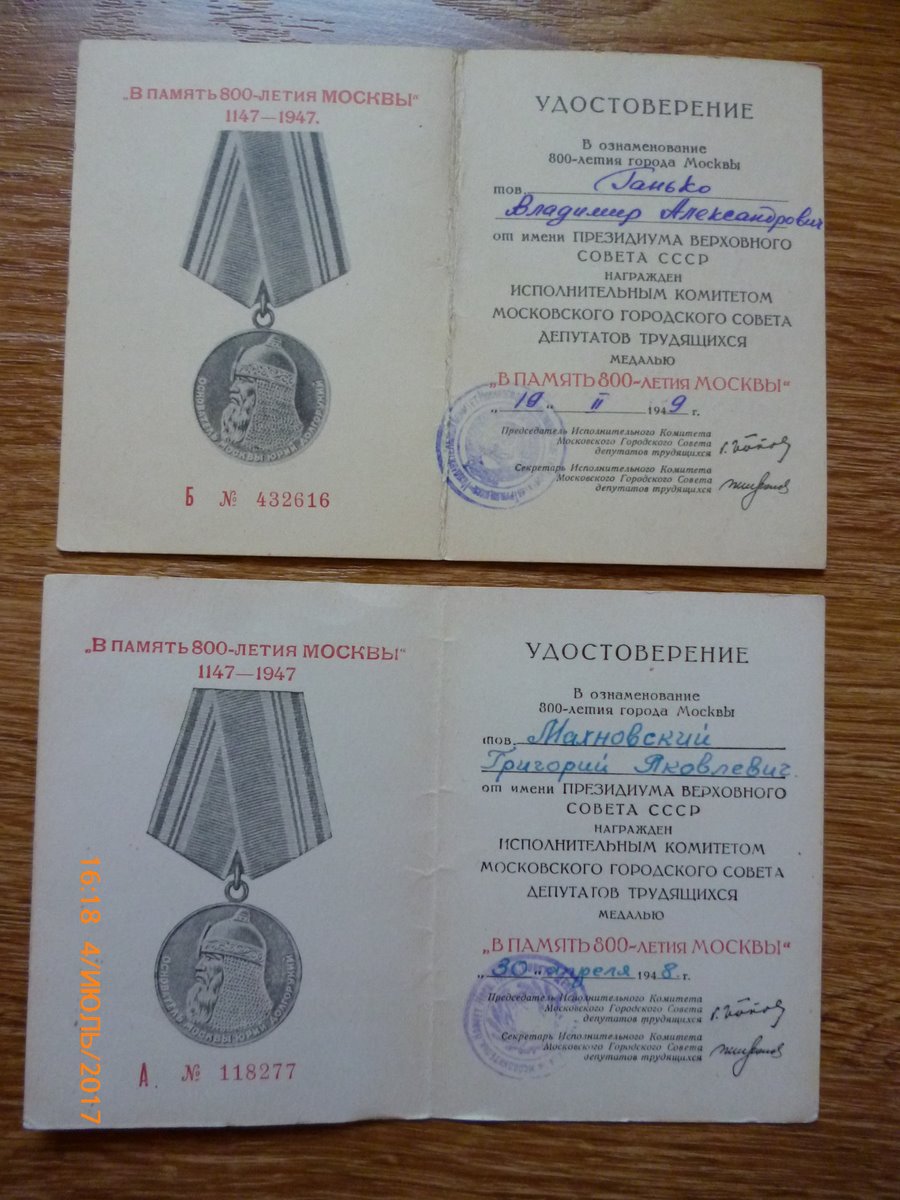 „В ПАМЯТЬ 800-ЛЕТИЯ МОСКВЫ“
1147—1947.
Б № 432616
УДОСТОВЕРЕНИЕ
В ознаменование
800-летия города Москвы
тов. Ганько
Владимир Александрович
от имени ПРЕЗИДИУМА ВЕРХОВНОГО
СОВЕТА СССР
НАГРАЖДЕН
ИСПОЛНИТЕЛЬНЫМ КОМИТЕТОМ
МОСКОВСКОГО ГОРОДСКОГО СОВЕТА
ДЕПУТАТОВ ТРУДЯЩИХСЯ
МЕДАЛЬЮ
„В ПАМЯТЬ 800-ЛЕТИЯ МОСКВЫ“
„19“ II 1949 г.
Председатель Исполнительного Комитета
Московского Городского Совета
депутатов трудящихся
Секретарь Исполнительного Комитета
Московского Городского Совета
депутатов трудящихся
„В ПАМЯТЬ 800-ЛЕТИЯ МОСКВЫ“
1147—1947
А № 118277
УДОСТОВЕРЕНИЕ
В ознаменование
800-летия города Москвы
тов. Махновский
Григорий Яковлевич
от имени ПРЕЗИДИУМА ВЕРХОВНОГО
СОВЕТА СССР
НАГРАЖДЕН
ИСПОЛНИТЕЛЬНЫМ КОМИТЕТОМ
МОСКОВСКОГО ГОРОДСКОГО СОВЕТА
ДЕПУТАТОВ ТРУДЯЩИХСЯ
МЕДАЛЬЮ
„В ПАМЯТЬ 800-ЛЕТИЯ МОСКВЫ“
„30“ апреля 1948 г.
Председатель Исполнительного Комитета
Московского Городского Совета
депутатов трудящихся
Секретарь Исполнительного Комитета
Московского Городского Совета
депутатов трудящихся
16:18 4/ИЮЛЬ/2017